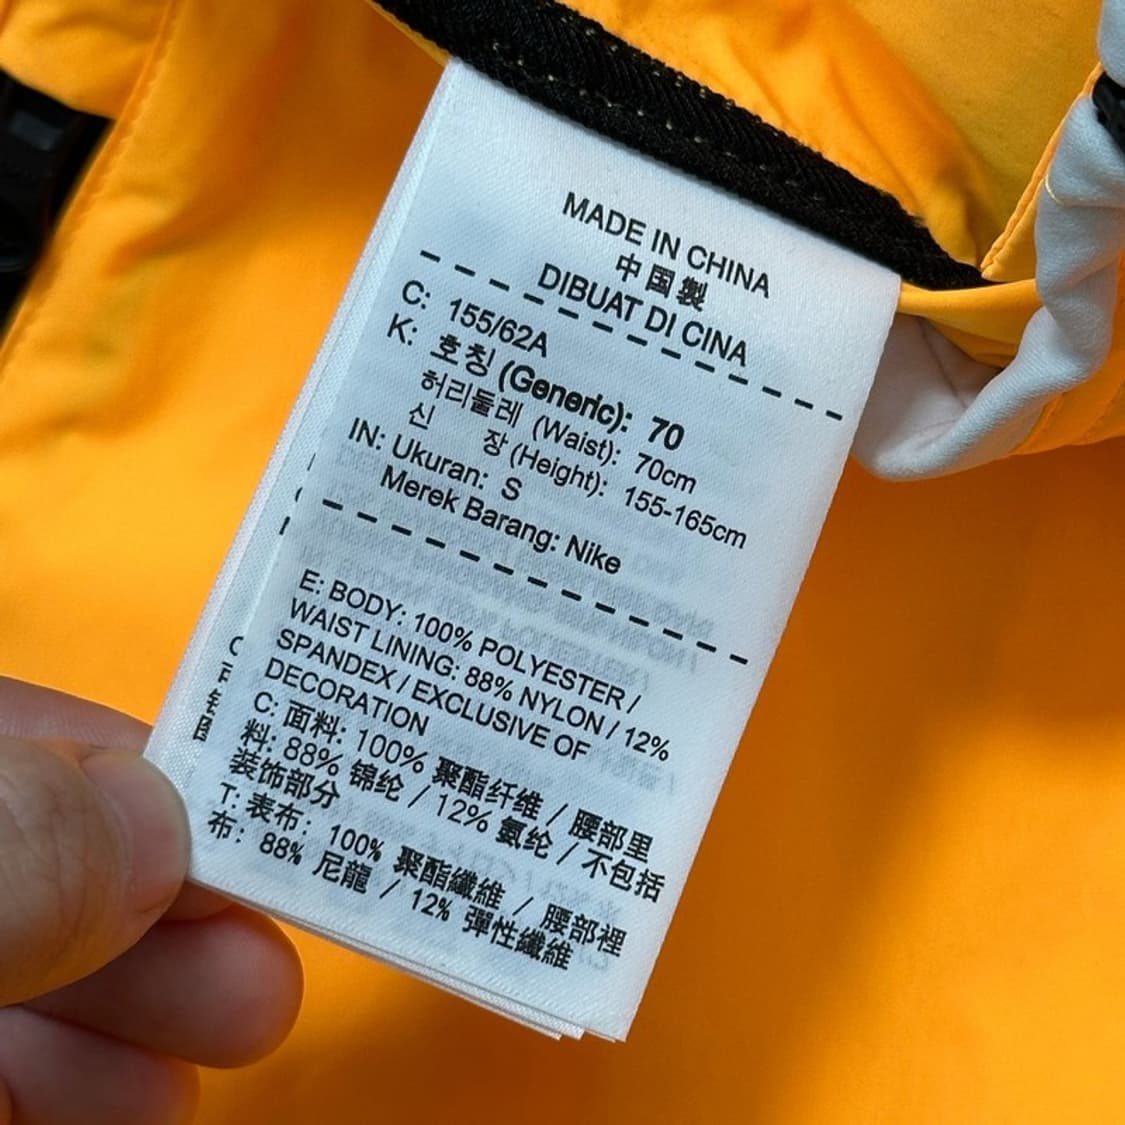 MADE IN CHINA
中国製
DIBUAT DI CINA
C: 155/62A
K: 호칭 (Generic): 70
허리둘레 (Waist): 70cm
신 장 (Height): 155-165cm
IN: Ukuran: S
Merek Barang: Nike
E: BODY: 100% POLYESTER /
WAIST LINING: 88% NYLON / 12%
SPANDEX / EXCLUSIVE OF
DECORATION
C: 面料: 100% 聚酯纤维 / 腰部里
料: 88% 锦纶 / 12% 氨纶 / 不包括
装饰部分
T: 表布: 100% 聚酯纖維 / 腰部裡
布: 88% 尼龍 / 12% 彈性纖維